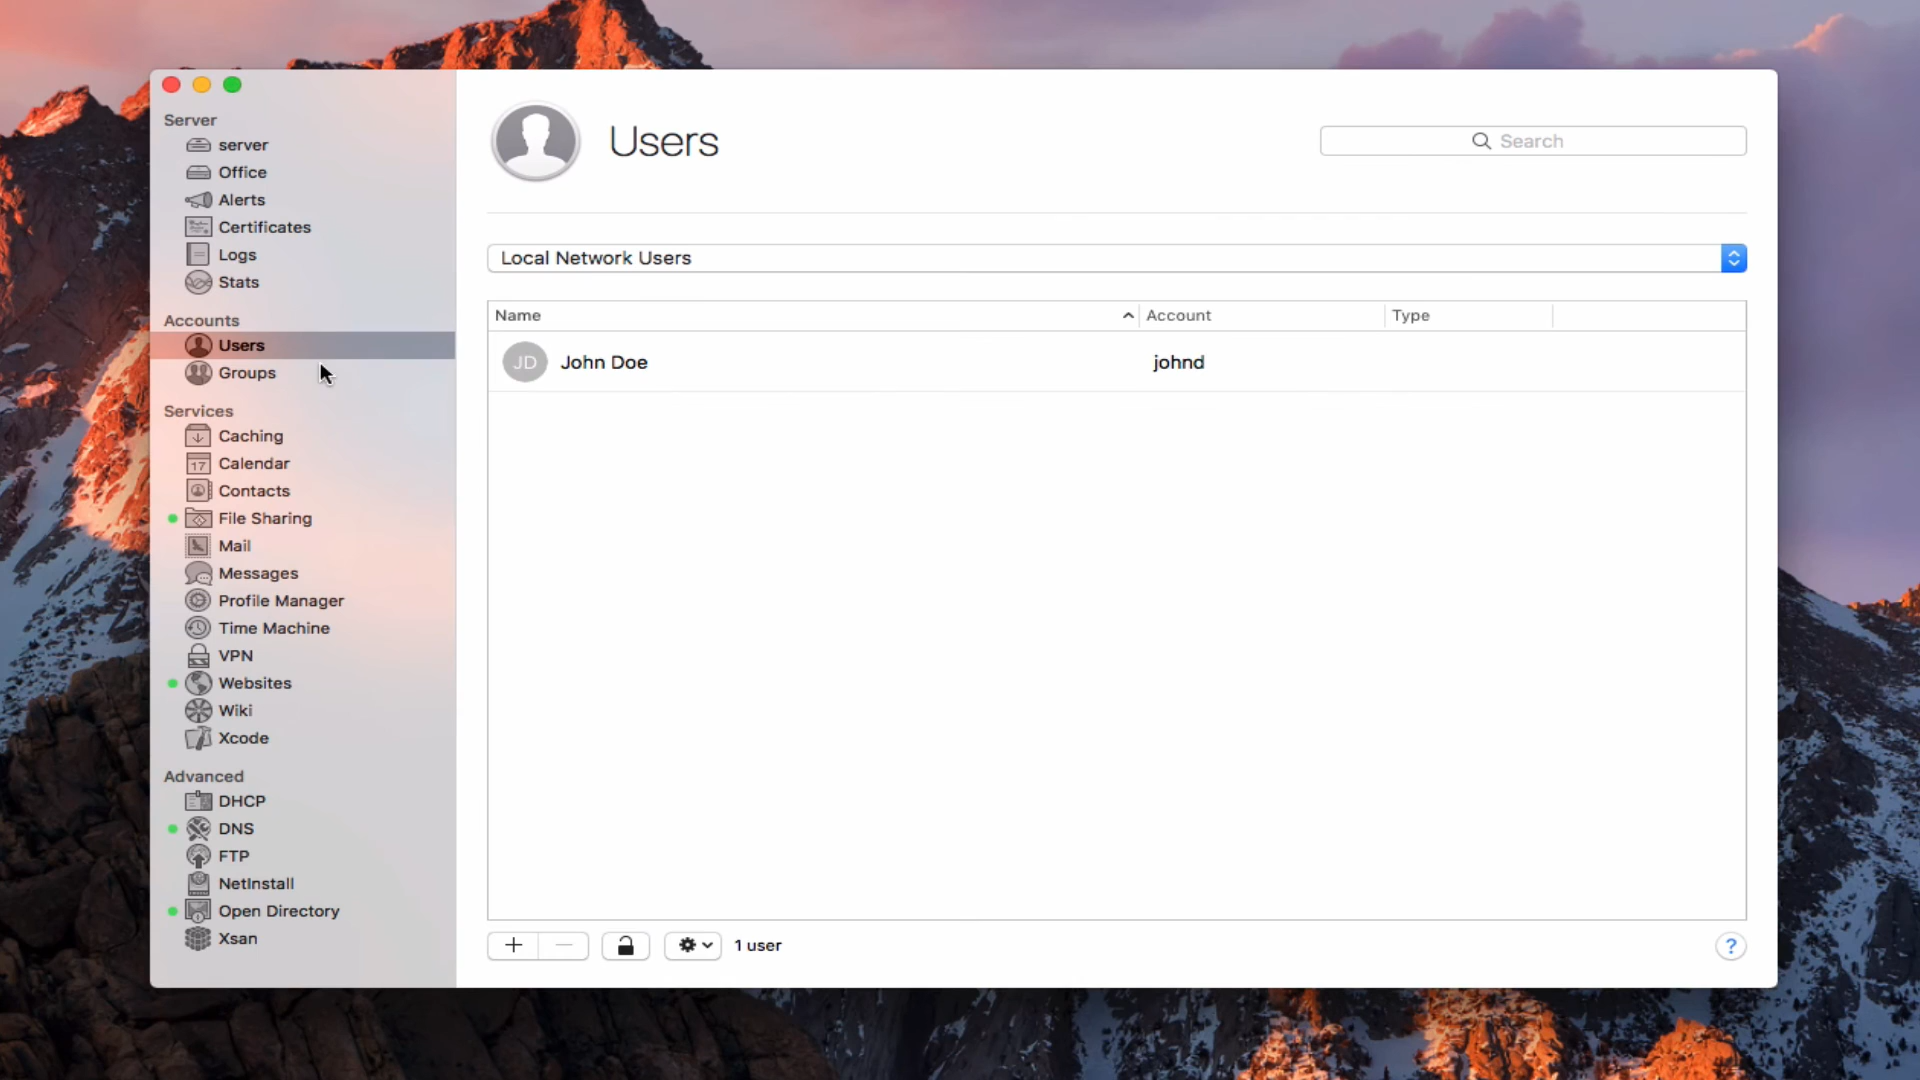 Server
server
Office
Alerts
Certificates
Logs
Stats
Accounts
Users
Groups
Services
Caching
17
Calendar
Contacts
File Sharing
Mail
Messages
Profile Manager
Time Machine
VPN
Websites
Wiki
Xcode
Advanced
DHCP
DNS
FTP
NetInstall
Open Directory
Xsan
Users
Search
Local Network Users
Name Account Type
JD John Doe johnd
1 user
?